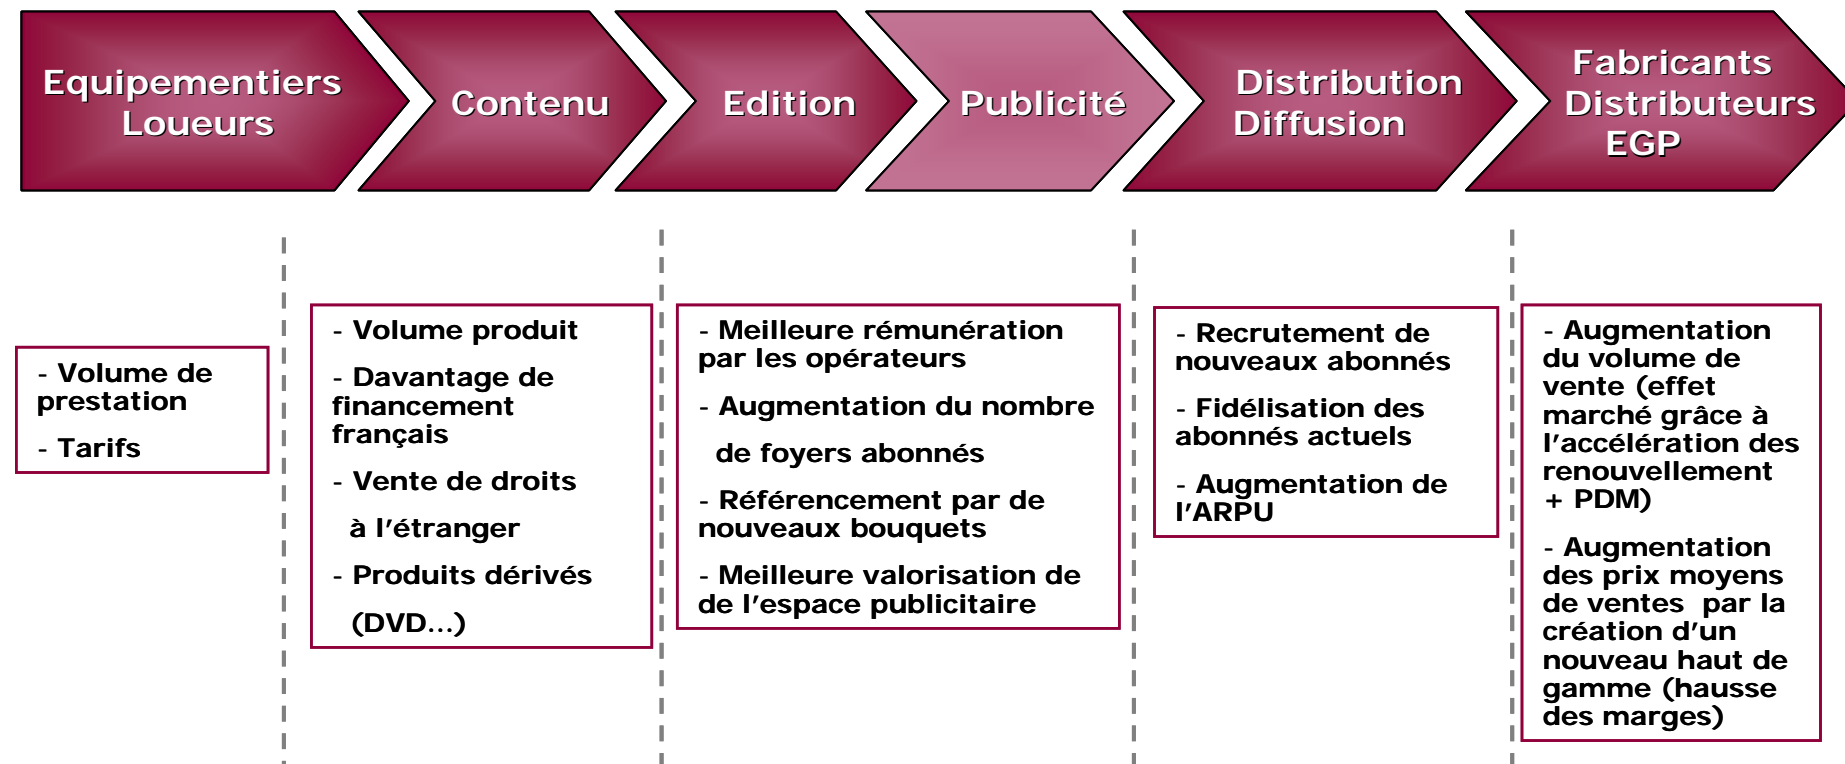 Equipementiers
Loueurs
Contenu
Edition
Publicité
Distribution
Diffusion
Fabricants
Distributeurs
EGP
- Volume de
prestation
- Tarifs
- Volume produit
- Davantage de
financement
français
- Vente de droits
à l'étranger
- Produits dérivés
(DVD...)
- Meilleure rémunération
par les opérateurs
- Augmentation du nombre
de foyers abonnés
- Référencement par de
nouveaux bouquets
- Meilleure valorisation de
de l'espace publicitaire
- Recrutement de
nouveaux abonnés
- Fidélisation des
abonnés actuels
- Augmentation de
l'ARPU
- Augmentation
du volume de
vente (effet
marché grâce à
l'accélération des
renouvellement
+ PDM)
- Augmentation
des prix moyens
de ventes  par la
création d'un
nouveau haut de
gamme (hausse
des marges)